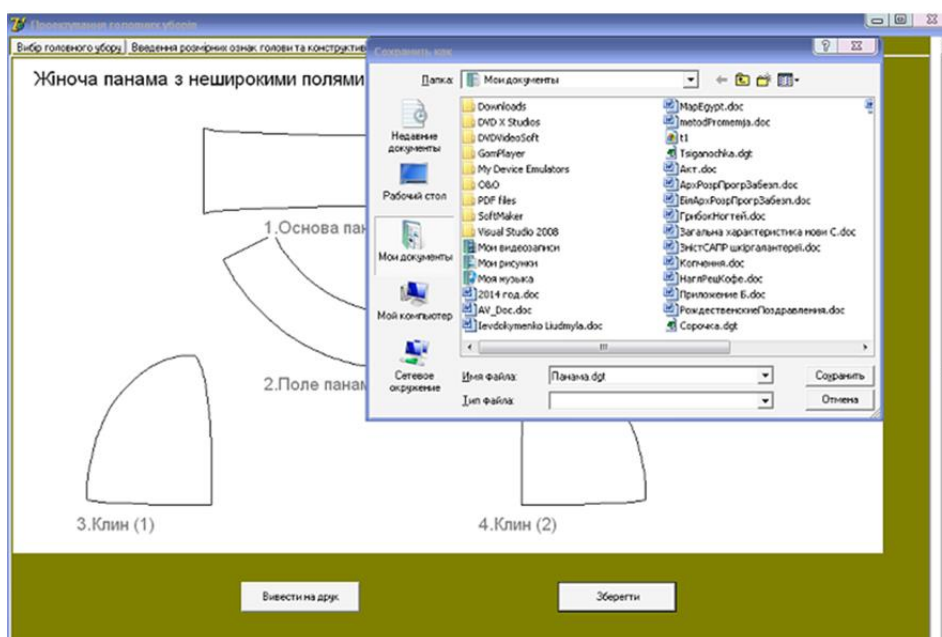 Проектування головних уборів
Вибір головного убору
Введення розмірних ознак голови та конструктив
Жіноча панама з неширокими полями
1.Основа пан
2.Поле панам
3.Клин (1)
4.Клин (2)
Вивести на друк
Зберегти
Сохранить как
Папка:
Мои документы
Недавние
документы
Рабочий стол
Мои документы
Мой компьютер
Сетевое
окружение
Downloads
DVD X Studios
DVDVideoSoft
GomPlayer
My Device Emulators
O&O
PDF files
SoftMaker
Visual Studio 2008
Мои видеозаписи
Мои рисунки
Моя музыка
2014 год.doc
AV_Doc.doc
Ievdokymenko Liudmyla.doc
MapEgypt.doc
metodPromemja.doc
t1
Tsiganochka.dgt
Акт.doc
АрхРозрПрогрЗабезп.doc
БілАрхРозрПрогрЗабезп.doc
ГрибокНогтей.doc
Загальна характеристика мови С.doc
ЗмістСАПР шкіргалантереї.doc
Копчения.doc
НаглРецКофе.doc
Приложение Б.doc
РождественскиеПоздравления.doc
Сорочка.dgt
Имя файла:
Панама.dgt
Сохранить
Тип файла:
Отмена